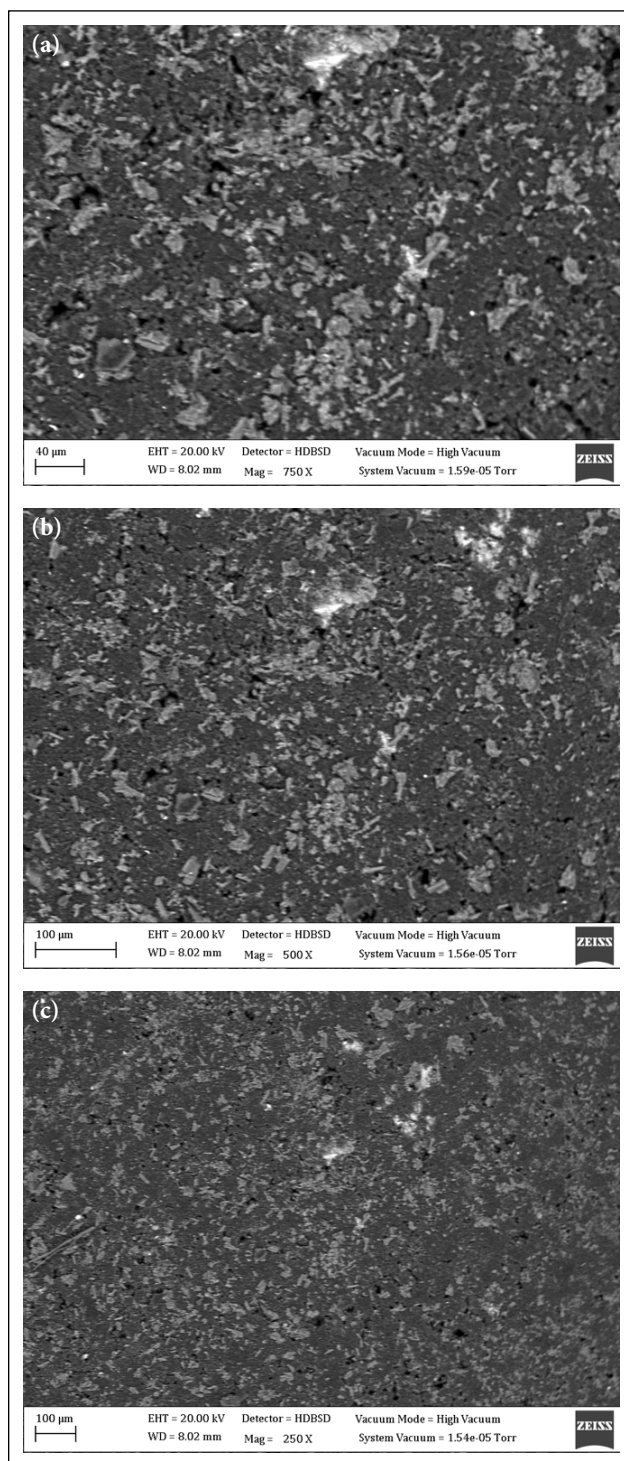 (a)
40 µm EHT = 20.00 kV Detector = HDBSD Vacuum Mode = High Vacuum
WD = 8.02 mm Mag = 750 X System Vacuum = 1.59e-05 Torr ZEISS
(b)
100 µm EHT = 20.00 kV Detector = HDBSD Vacuum Mode = High Vacuum
WD = 8.02 mm Mag = 500 X System Vacuum = 1.56e-05 Torr ZEISS
(c)
100 µm EHT = 20.00 kV Detector = HDBSD Vacuum Mode = High Vacuum
WD = 8.02 mm Mag = 250 X System Vacuum = 1.54e-05 Torr ZEISS